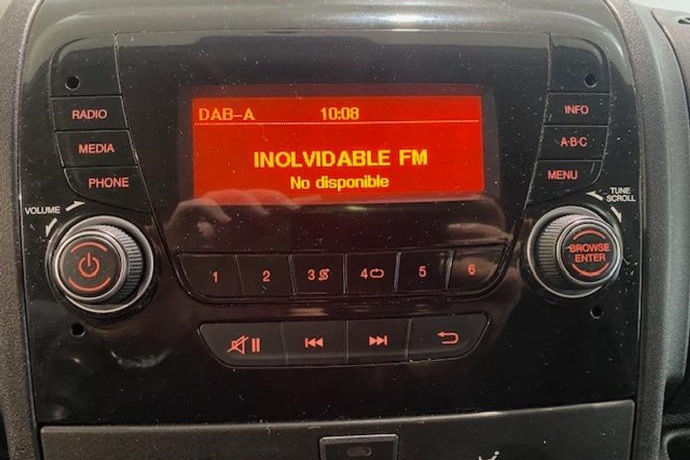 DAB-A 10:08
INOLVIDABLE FM
No disponible
RADIO
MEDIA
PHONE
INFO
A-B-C
MENU
VOLUME
TUNE
SCROLL
BROWSE
ENTER
1 2 3 4 5 6